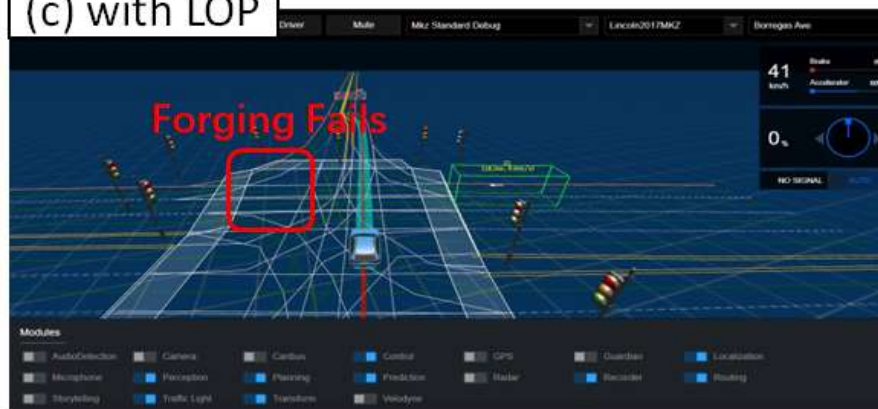 (c) with LOP
Driver Mute Mkz Standard Debug Lincoln2017MKZ Borregas Ave
41 Brake
km/h Accelerator
Forging Fails
0%
NO SIGNAL AUTO
Modules
AudioDetection Camera Canbus Control GPS Guardian Localization
Microphone Perception Planning Prediction Radar Recorder Routing
Storytelling Traffic Light Transform Velodyne